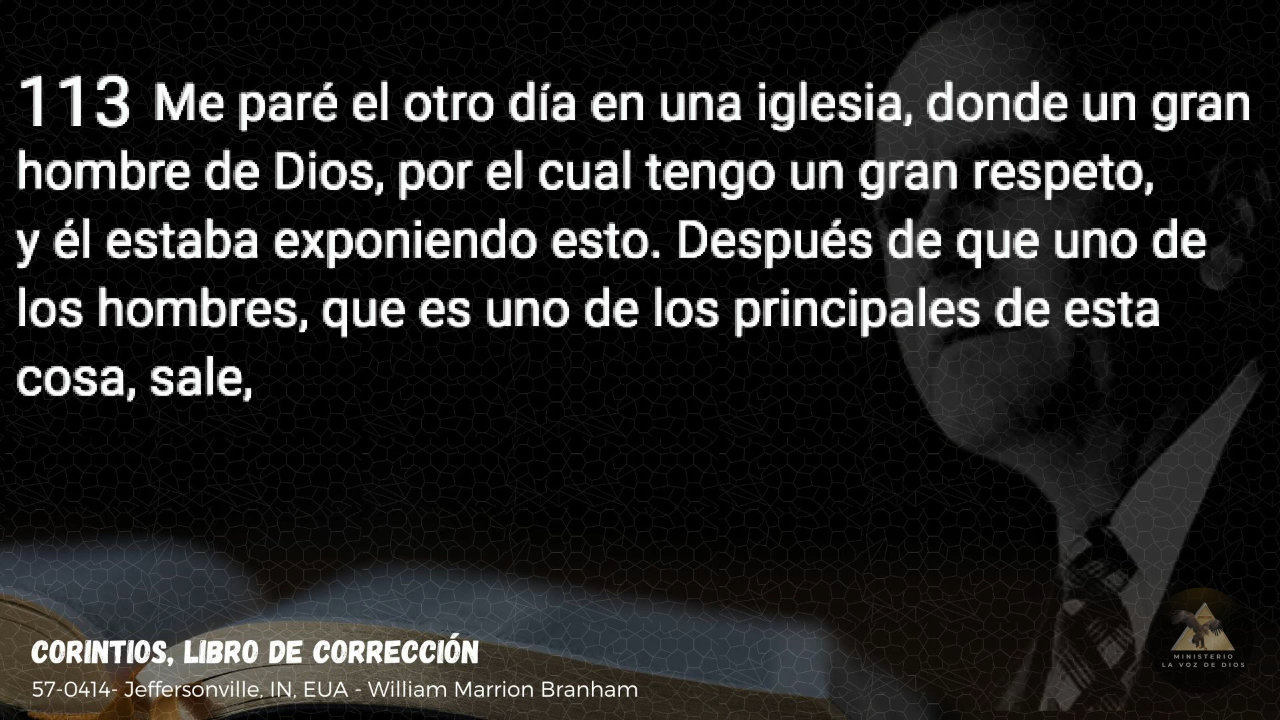 113 Me paré el otro día en una iglesia, donde un gran
hombre de Dios, por el cual tengo un gran respeto,
y él estaba exponiendo esto. Después de que uno de
los hombres, que es uno de los principales de esta
cosa, sale,
CORINTIOS, LIBRO DE CORRECCIÓN
57-0414- Jeffersonville, IN, EUA - William Marrion Branham
MINISTERIO
LA VOZ DE DIOS